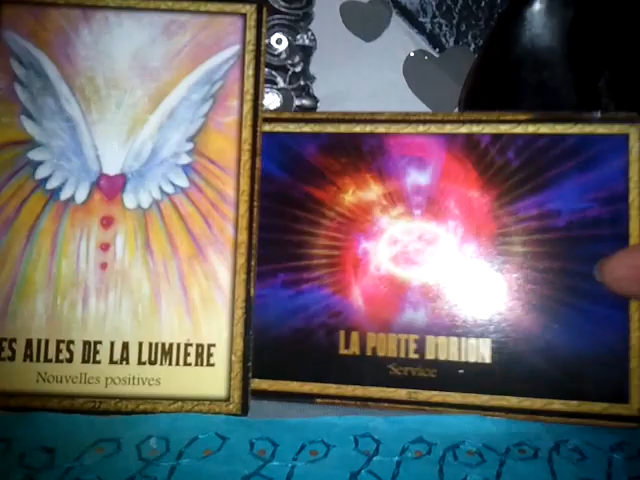 ES AILES DE LA LUMIÈRE
Nouvelles positives
LA PORTE DORION
Service